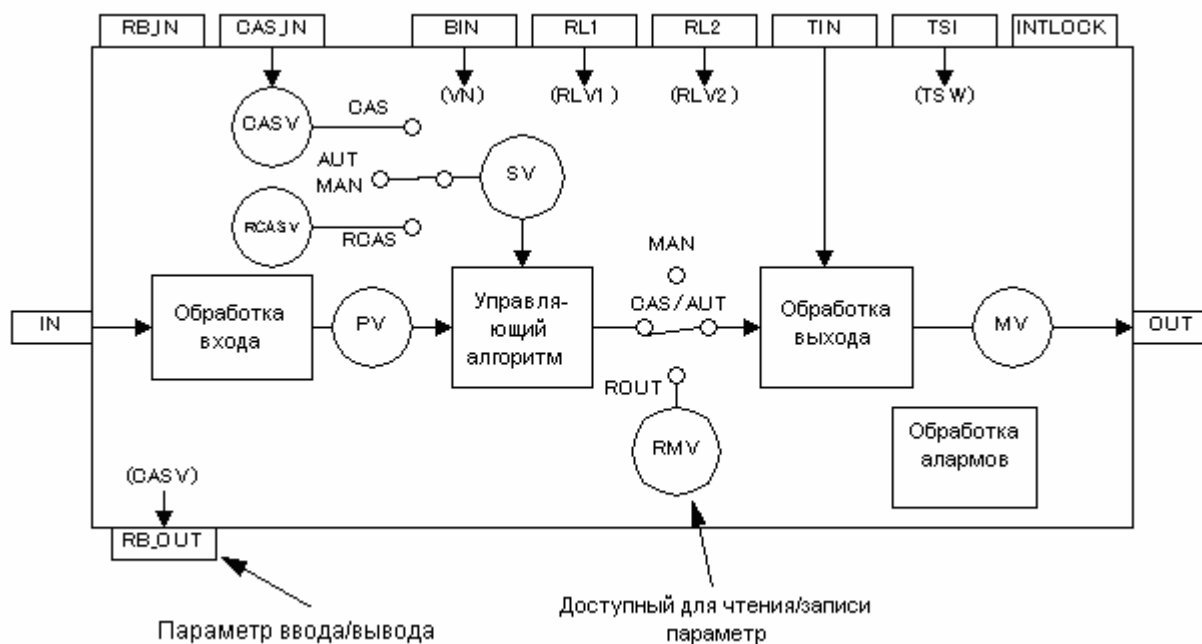 RB_IN CAS_IN BIN RL1 RL2 TIN TSI INTLOCK
(VN) (RLV1) (RLV2) (TSW)
CASV CAS
AUT
MAN
SV
RCASV RCAS
MAN
CAS/AUT
ROUT
IN
Обработка
входа
PV
Управля-
ющий
алгоритм
Обработка
выхода
MV
OUT
RMV
Обработка
алармов
(CASV)
RB_OUT
Параметр ввода/вывода
Доступный для чтения/записи
параметр